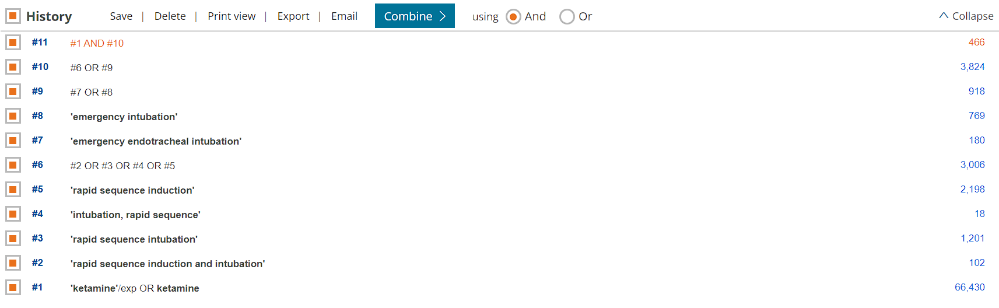 History Save | Delete | Print view | Export | Email Combine using And Or Collapse
#11 #1 AND #10 466
#10 #6 OR #9 3,824
#9 #7 OR #8 918
#8 'emergency intubation' 769
#7 'emergency endotracheal intubation' 180
#6 #2 OR #3 OR #4 OR #5 3,006
#5 'rapid sequence induction' 2,198
#4 'intubation, rapid sequence' 18
#3 'rapid sequence intubation' 1,201
#2 'rapid sequence induction and intubation' 102
#1 'ketamine'/exp OR ketamine 66,430